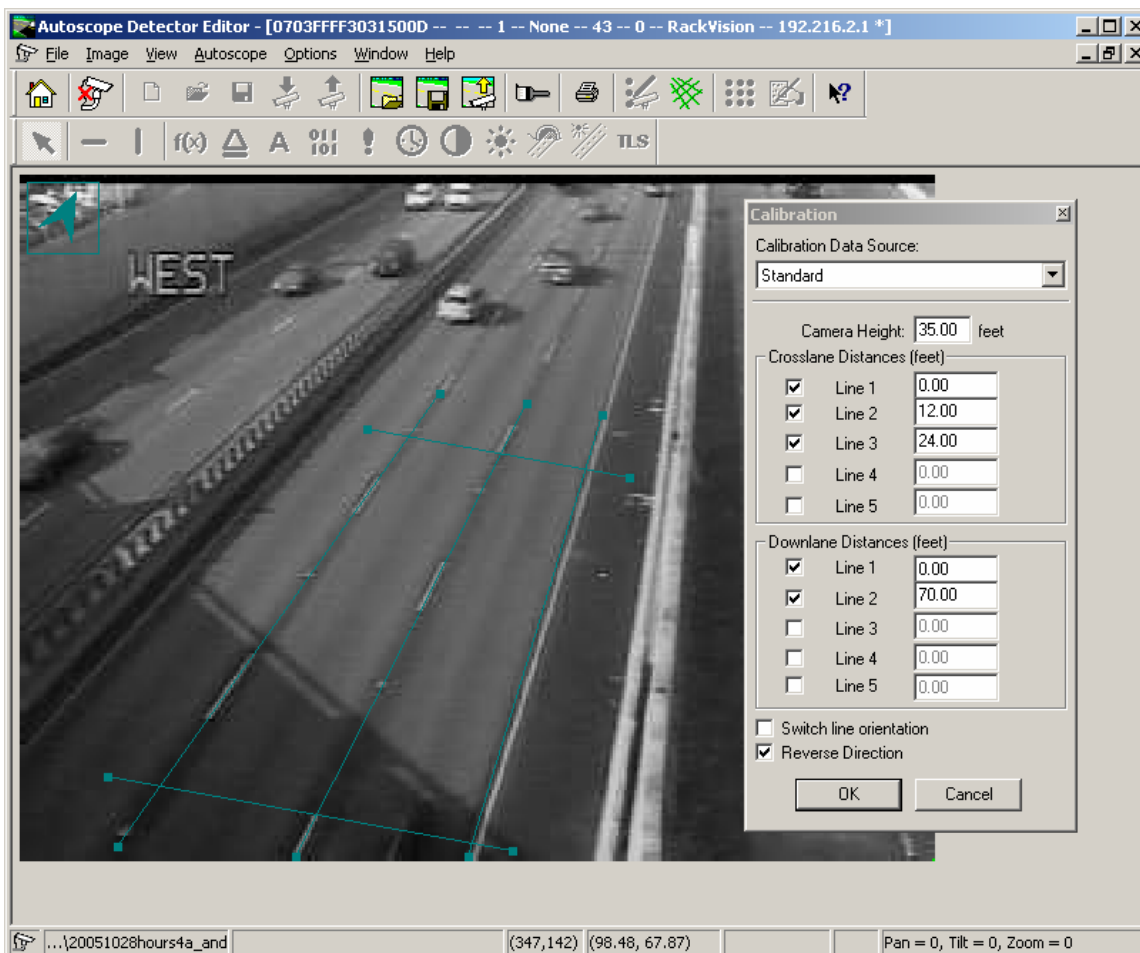 Autoscope Detector Editor - [0703FFFF3031500D -- -- -- 1 -- None -- 43 -- 0 -- RackVision -- 192.216.2.1 *]
File Image View Autoscope Options Window Help
f(x) A 011 101 ! TLS
WEST
Calibration
Calibration Data Source:
Standard
Camera Height: 35.00 feet
Crosslane Distances (feet)
Line 1 0.00
Line 2 12.00
Line 3 24.00
Line 4 0.00
Line 5 0.00
Downlane Distances (feet)
Line 1 0.00
Line 2 70.00
Line 3 0.00
Line 4 0.00
Line 5 0.00
Switch line orientation
Reverse Direction
OK Cancel
...\20051028hours4a_and (347,142) (98.48, 67.87) Pan = 0, Tilt = 0, Zoom = 0